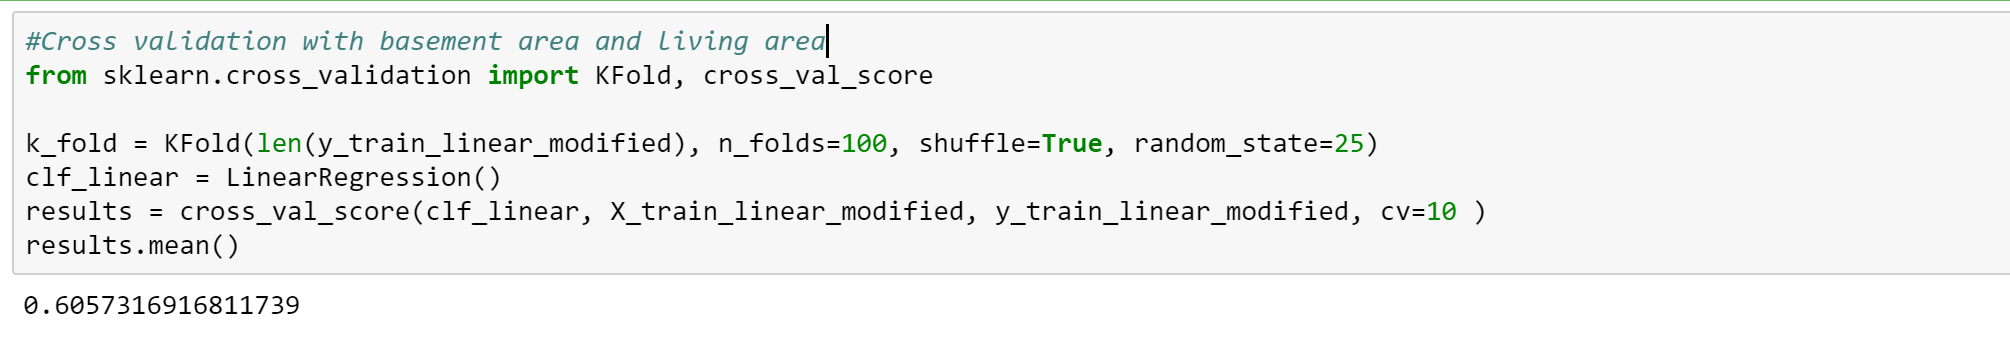 #Cross validation with basement area and living area
from sklearn.cross_validation import KFold, cross_val_score
k_fold = KFold(len(y_train_linear_modified), n_folds=100, shuffle=True, random_state=25)
clf_linear = LinearRegression()
results = cross_val_score(clf_linear, X_train_linear_modified, y_train_linear_modified, cv=10 )
results.mean()
0.6057316916811739